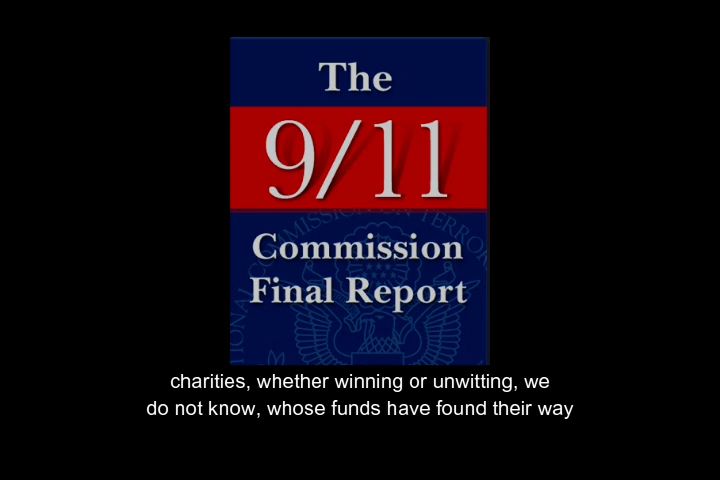 The
9/11
Commission
Final Report
charities, whether winning or unwitting, we
do not know, whose funds have found their way